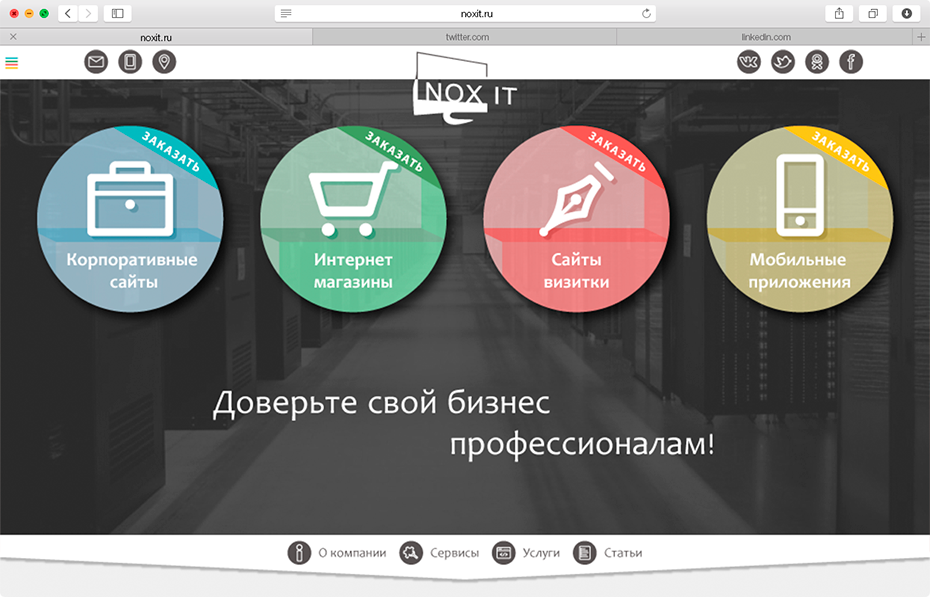 noxit.ru
noxit.ru
twitter.com
linkedin.com
NOX IT
ЗАКАЗАТЬ
ЗАКАЗАТЬ
ЗАКАЗАТЬ
ЗАКАЗАТЬ
Корпоративные
сайты
Интернет
магазины
Сайты
визитки
Мобильные
приложения
Доверьте свой бизнес
профессионалам!
О компании
Сервисы
Услуги
Статьи